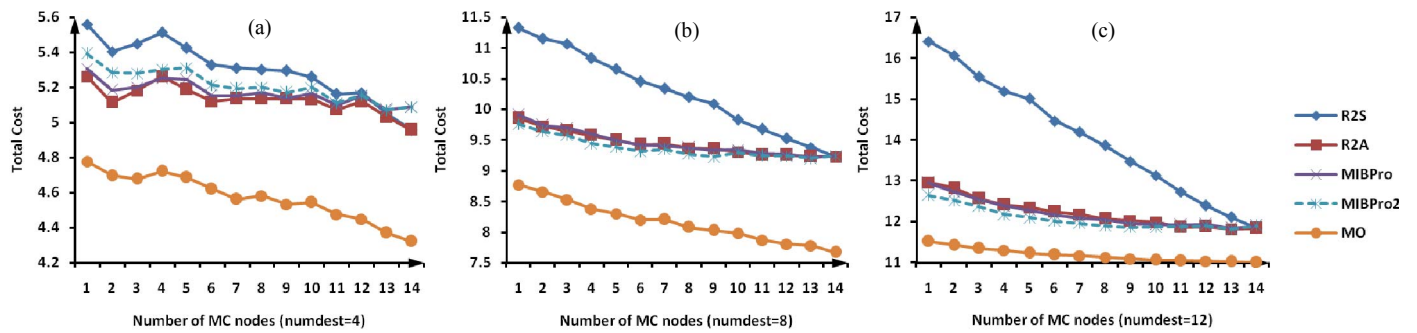 (a)
Total Cost
5.6
5.4
5.2
5
4.8
4.6
4.4
4.2
1 2 3 4 5 6 7 8 9 10 11 12 13 14
Number of MC nodes (numdest=4)
(b)
Total Cost
11.5
11
10.5
10
9.5
9
8.5
8
7.5
1 2 3 4 5 6 7 8 9 10 11 12 13 14
Number of MC nodes (numdest=8)
(c)
Total Cost
17
16
15
14
13
12
11
1 2 3 4 5 6 7 8 9 10 11 12 13 14
Number of MC nodes (numdest=12)
R2S
R2A
MIBPro
MIBPro2
MO